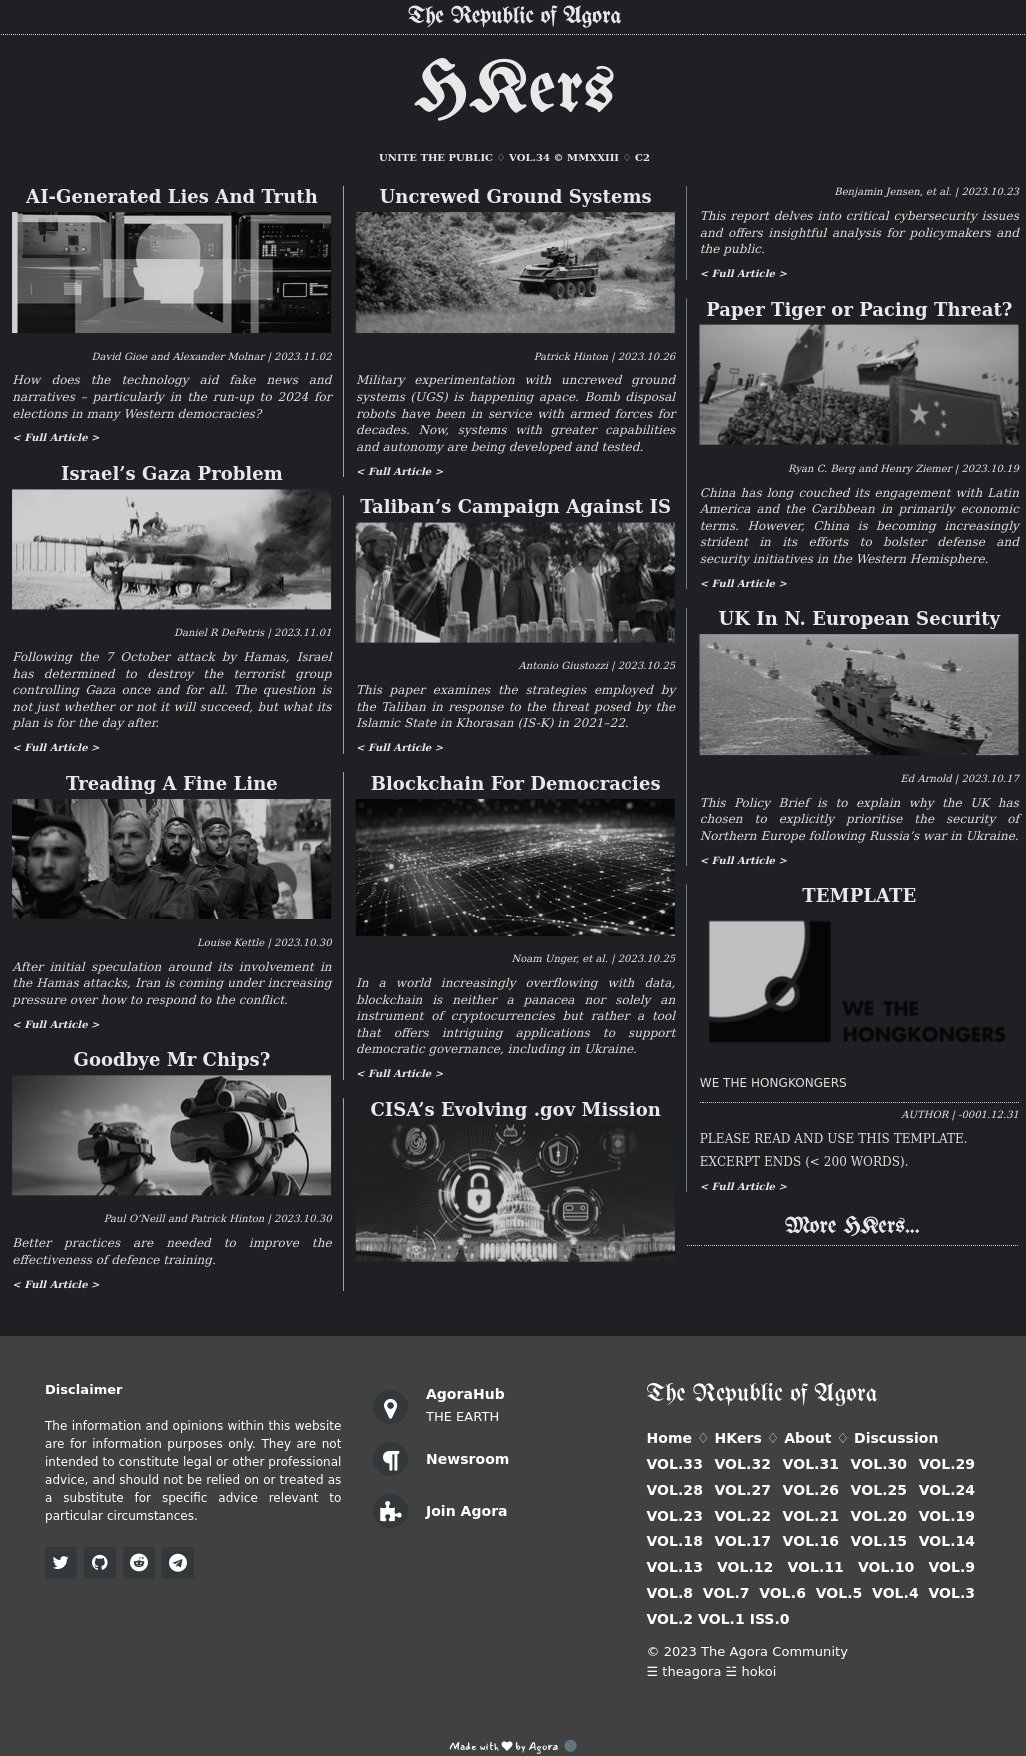 The Republic of Agora
HKers
UNITE THE PUBLIC ♢ VOL.34 © MMXXIII ♢ C2
AI-Generated Lies And Truth
David Gioe and Alexander Molnar | 2023.11.02
How does the technology aid fake news and
narratives – particularly in the run-up to 2024 for
elections in many Western democracies?
< Full Article >
Israel’s Gaza Problem
Daniel R DePetris | 2023.11.01
Following the 7 October attack by Hamas, Israel
has determined to destroy the terrorist group
controlling Gaza once and for all. The question is
not just whether or not it will succeed, but what its
plan is for the day after.
< Full Article >
Treading A Fine Line
Louise Kettle | 2023.10.30
After initial speculation around its involvement in
the Hamas attacks, Iran is coming under increasing
pressure over how to respond to the conflict.
< Full Article >
Goodbye Mr Chips?
Paul O’Neill and Patrick Hinton | 2023.10.30
Better practices are needed to improve the
effectiveness of defence training.
< Full Article >
Uncrewed Ground Systems
Patrick Hinton | 2023.10.26
Military experimentation with uncrewed ground
systems (UGS) is happening apace. Bomb disposal
robots have been in service with armed forces for
decades. Now, systems with greater capabilities
and autonomy are being developed and tested.
< Full Article >
Taliban’s Campaign Against IS
Antonio Giustozzi | 2023.10.25
This paper examines the strategies employed by
the Taliban in response to the threat posed by the
Islamic State in Khorasan (IS-K) in 2021–22.
< Full Article >
Blockchain For Democracies
Noam Unger, et al. | 2023.10.25
In a world increasingly overflowing with data,
blockchain is neither a panacea nor solely an
instrument of cryptocurrencies but rather a tool
that offers intriguing applications to support
democratic governance, including in Ukraine.
< Full Article >
CISA’s Evolving .gov Mission
Benjamin Jensen, et al. | 2023.10.23
This report delves into critical cybersecurity issues
and offers insightful analysis for policymakers and
the public.
< Full Article >
Paper Tiger or Pacing Threat?
Ryan C. Berg and Henry Ziemer | 2023.10.19
China has long couched its engagement with Latin
America and the Caribbean in primarily economic
terms. However, China is becoming increasingly
strident in its efforts to bolster defense and
security initiatives in the Western Hemisphere.
< Full Article >
UK In N. European Security
Ed Arnold | 2023.10.17
This Policy Brief is to explain why the UK has
chosen to explicitly prioritise the security of
Northern Europe following Russia’s war in Ukraine.
< Full Article >
TEMPLATE
WE THE
HONGKONGERS
WE THE HONGKONGERS
AUTHOR | -0001.12.31
PLEASE READ AND USE THIS TEMPLATE.
EXCERPT ENDS (< 200 WORDS).
< Full Article >
More HKers...
Disclaimer
The information and opinions within this website
are for information purposes only. They are not
intended to constitute legal or other professional
advice, and should not be relied on or treated as
a substitute for specific advice relevant to
particular circumstances.
AgoraHub
THE EARTH
Newsroom
Join Agora
The Republic of Agora
Home ♢ HKers ♢ About ♢ Discussion
VOL.33 VOL.32 VOL.31 VOL.30 VOL.29
VOL.28 VOL.27 VOL.26 VOL.25 VOL.24
VOL.23 VOL.22 VOL.21 VOL.20 VOL.19
VOL.18 VOL.17 VOL.16 VOL.15 VOL.14
VOL.13 VOL.12 VOL.11 VOL.10 VOL.9
VOL.8 VOL.7 VOL.6 VOL.5 VOL.4 VOL.3
VOL.2 VOL.1 ISS.0
© 2023 The Agora Community
☰ theagora ☱ hokoi
Made with ♥ by Agora